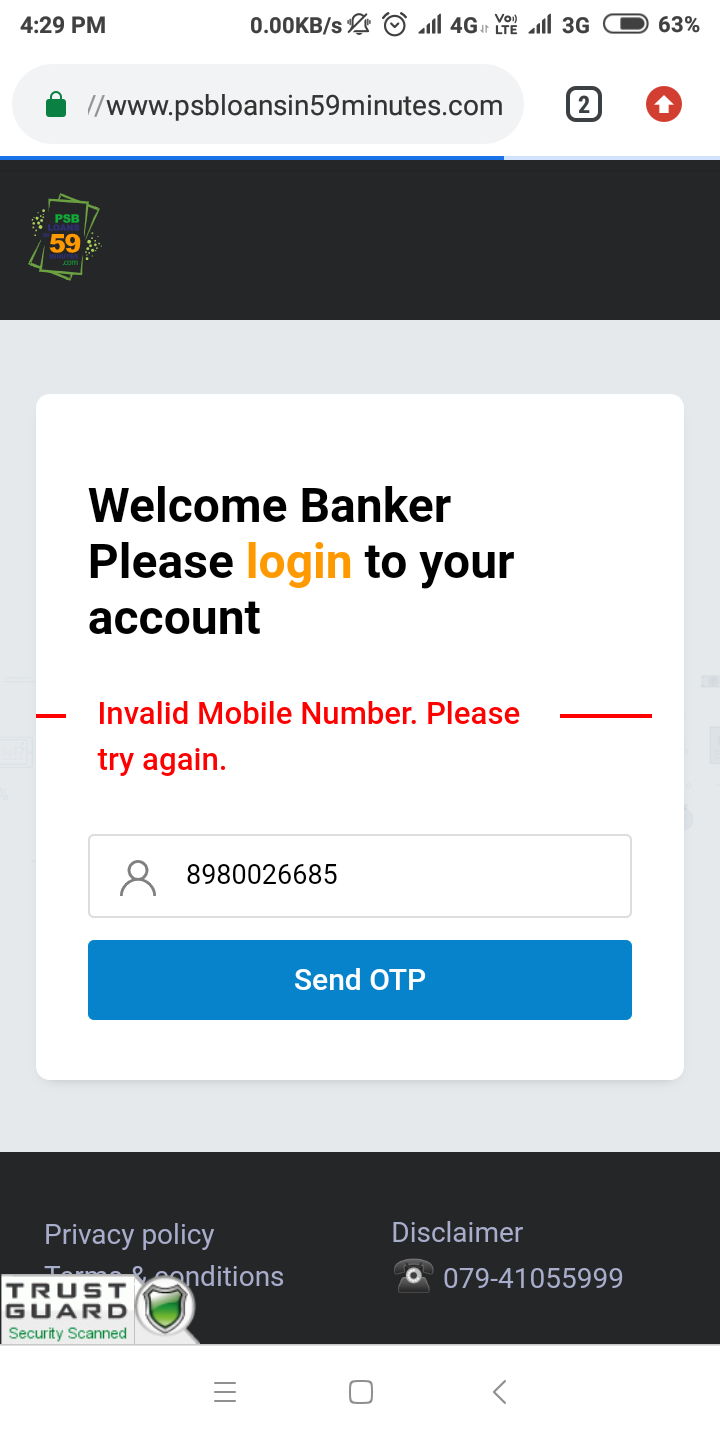 4:29 PM 0.00KB/s 4G VoLTE 3G 63%
//www.psbloansin59minutes.com 2
PSB
LOANS
59
.com
Welcome Banker
Please login to your
account
Invalid Mobile Number. Please
try again.
8980026685
Send OTP
Privacy policy Disclaimer
Terms & conditions 079-41055999
TRUST
GUARD
Security Scanned